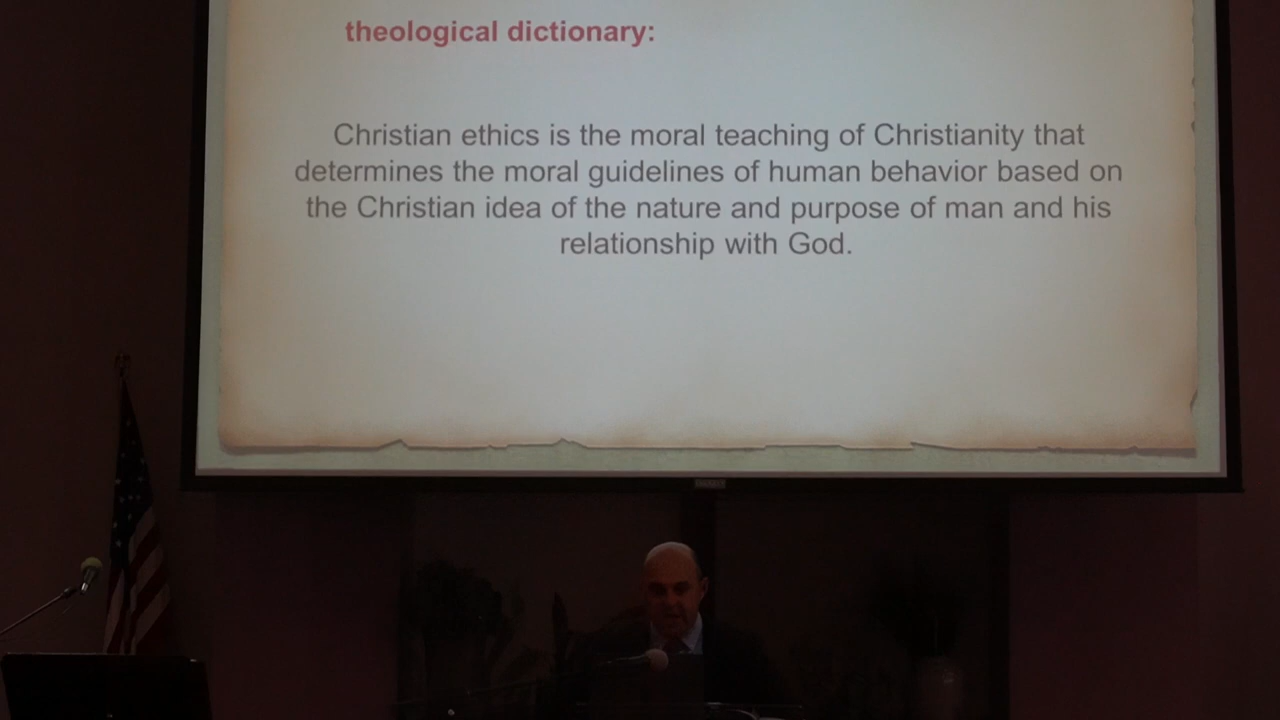 theological dictionary:
Christian ethics is the moral teaching of Christianity that
determines the moral guidelines of human behavior based on
the Christian idea of the nature and purpose of man and his
relationship with God.